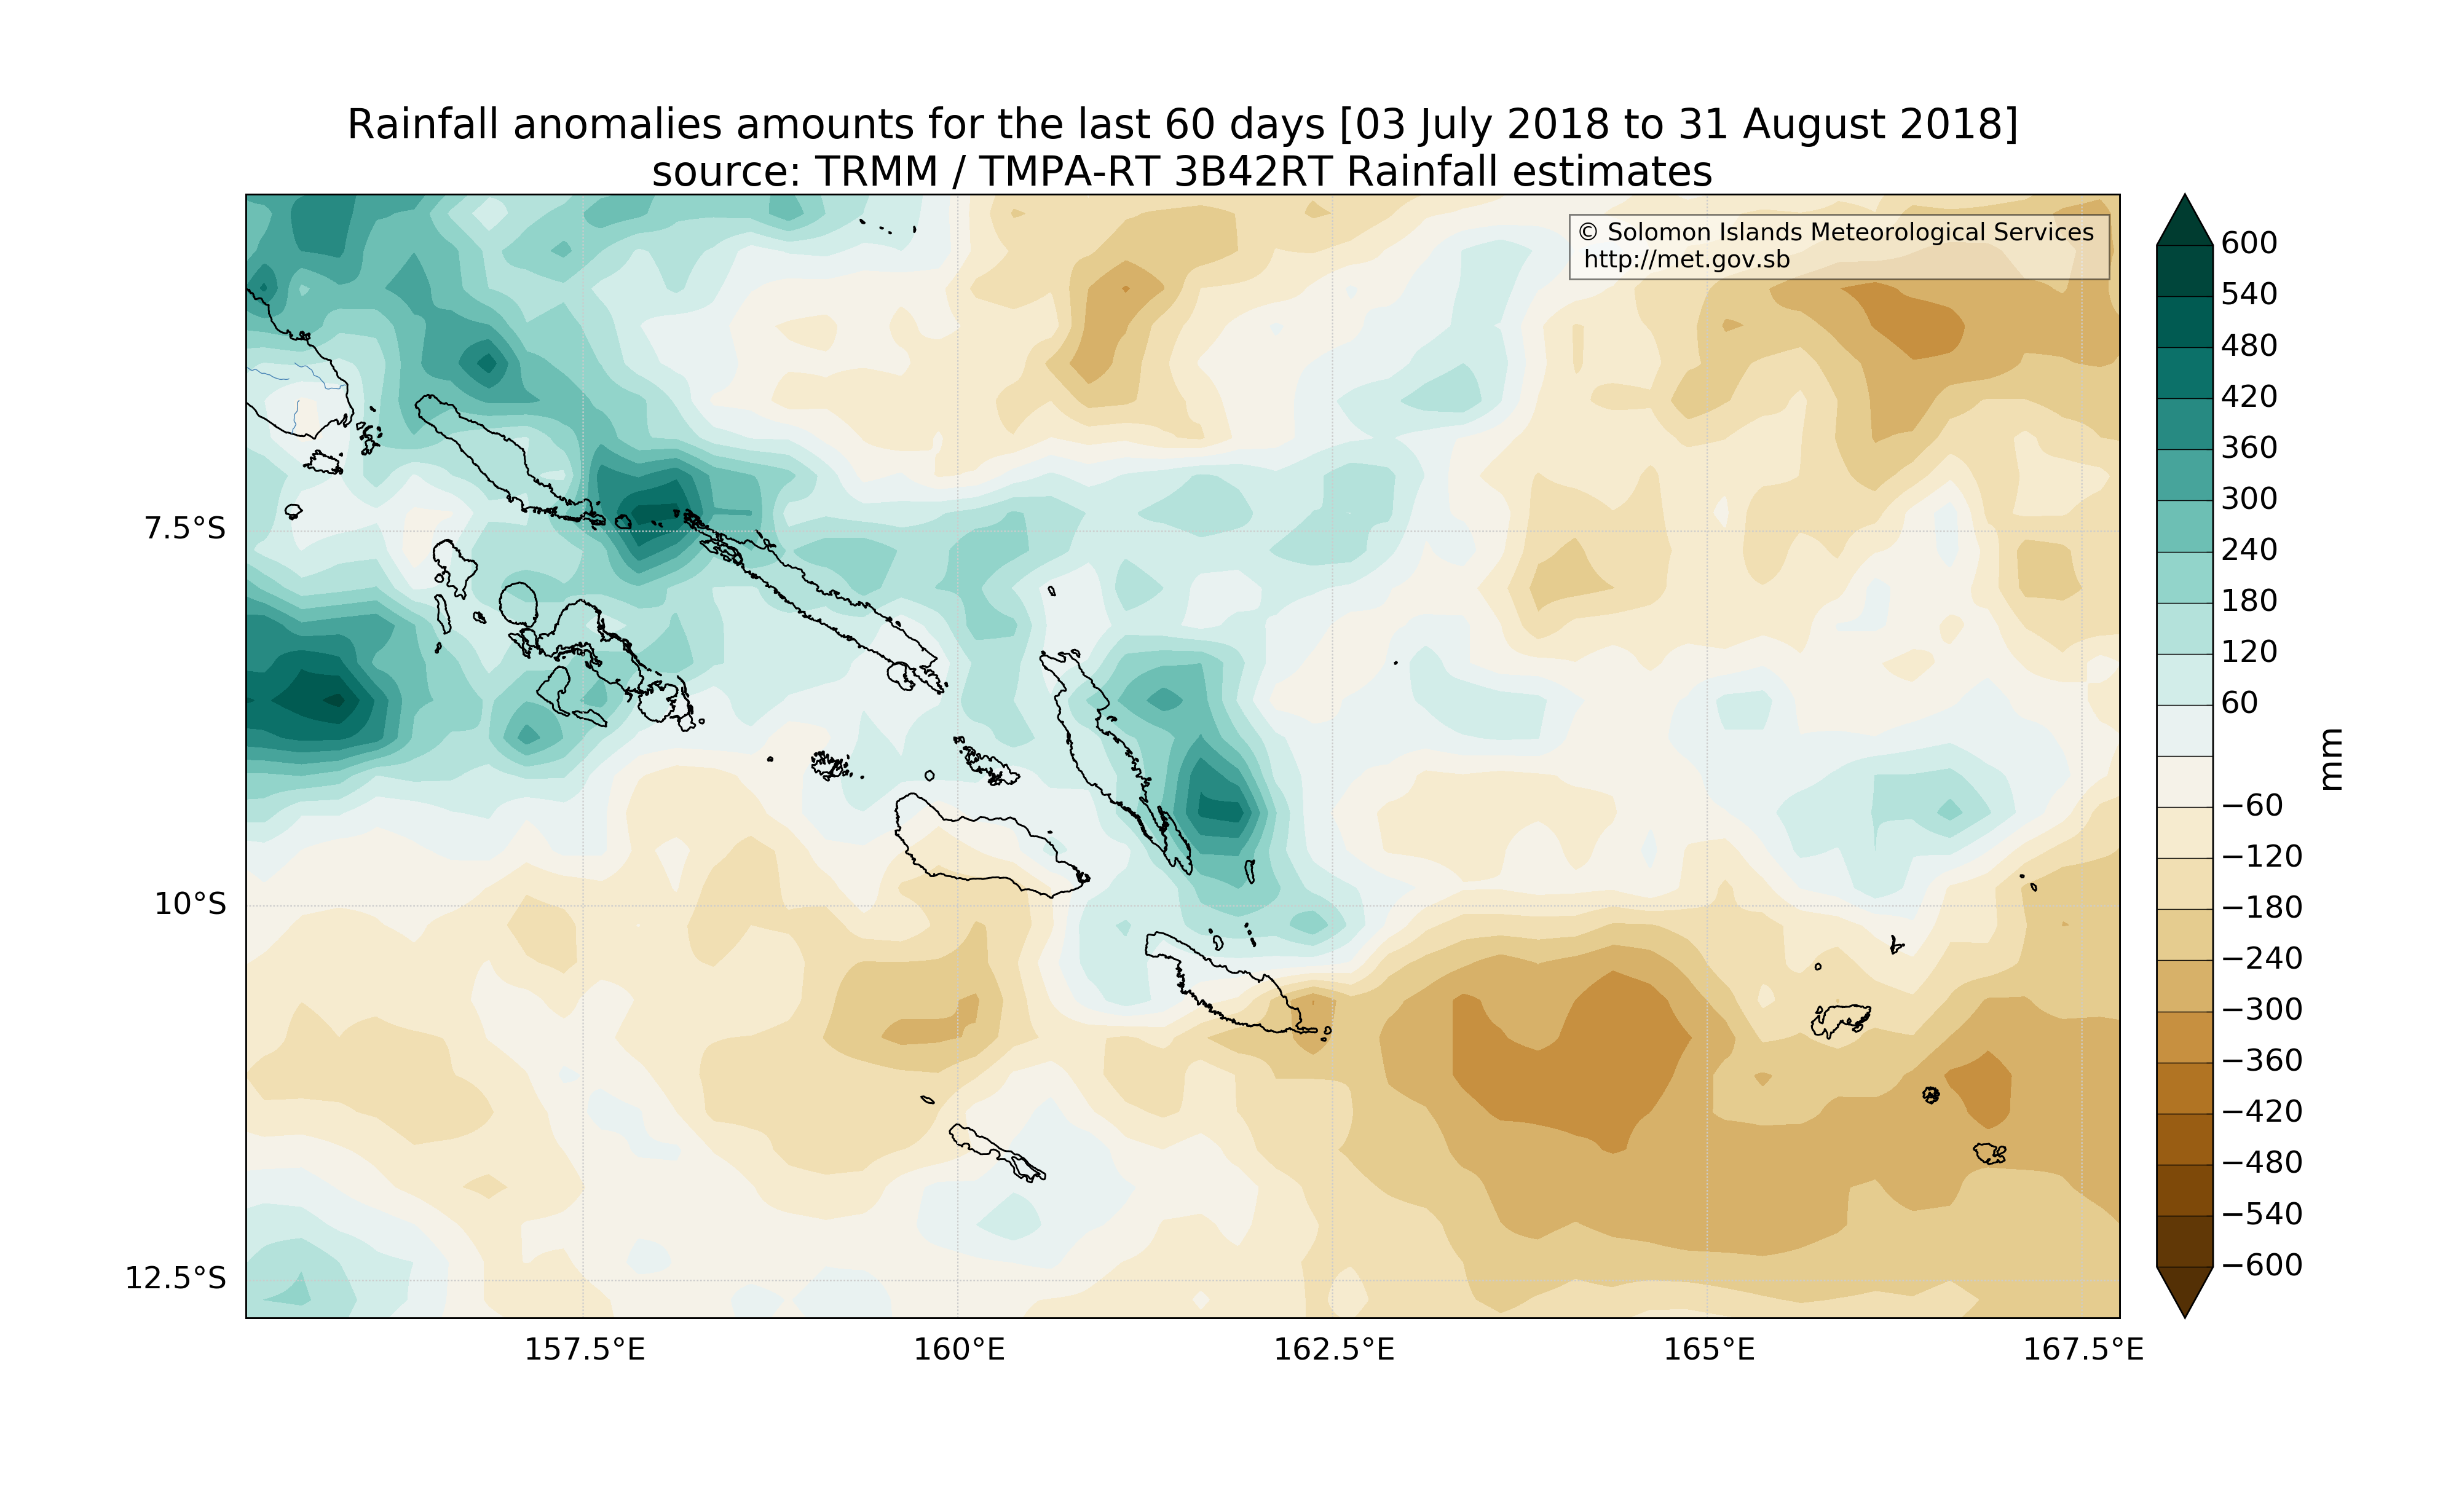 Rainfall anomalies amounts for the last 60 days [03 July 2018 to 31 August 2018]
source: TRMM / TMPA-RT 3B42RT Rainfall estimates
© Solomon Islands Meteorological Services
http://met.gov.sb
7.5°S
10°S
12.5°S
157.5°E
160°E
162.5°E
165°E
167.5°E
600
540
480
420
360
300
240
180
120
60
−60
−120
−180
−240
−300
−360
−420
−480
−540
−600
mm